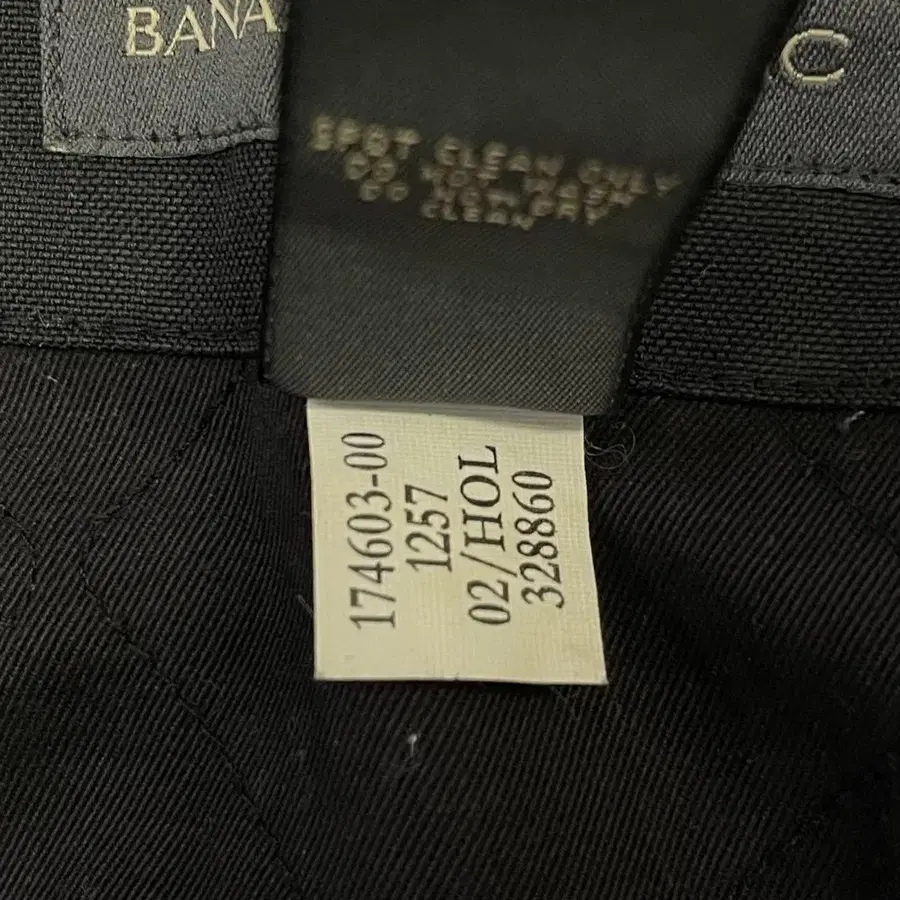 BANA
C
SPOT CLEAN ONLY
DO NOT WASH
DO NOT DRY
CLEAN
174603-00
1257
02/HOL
328860